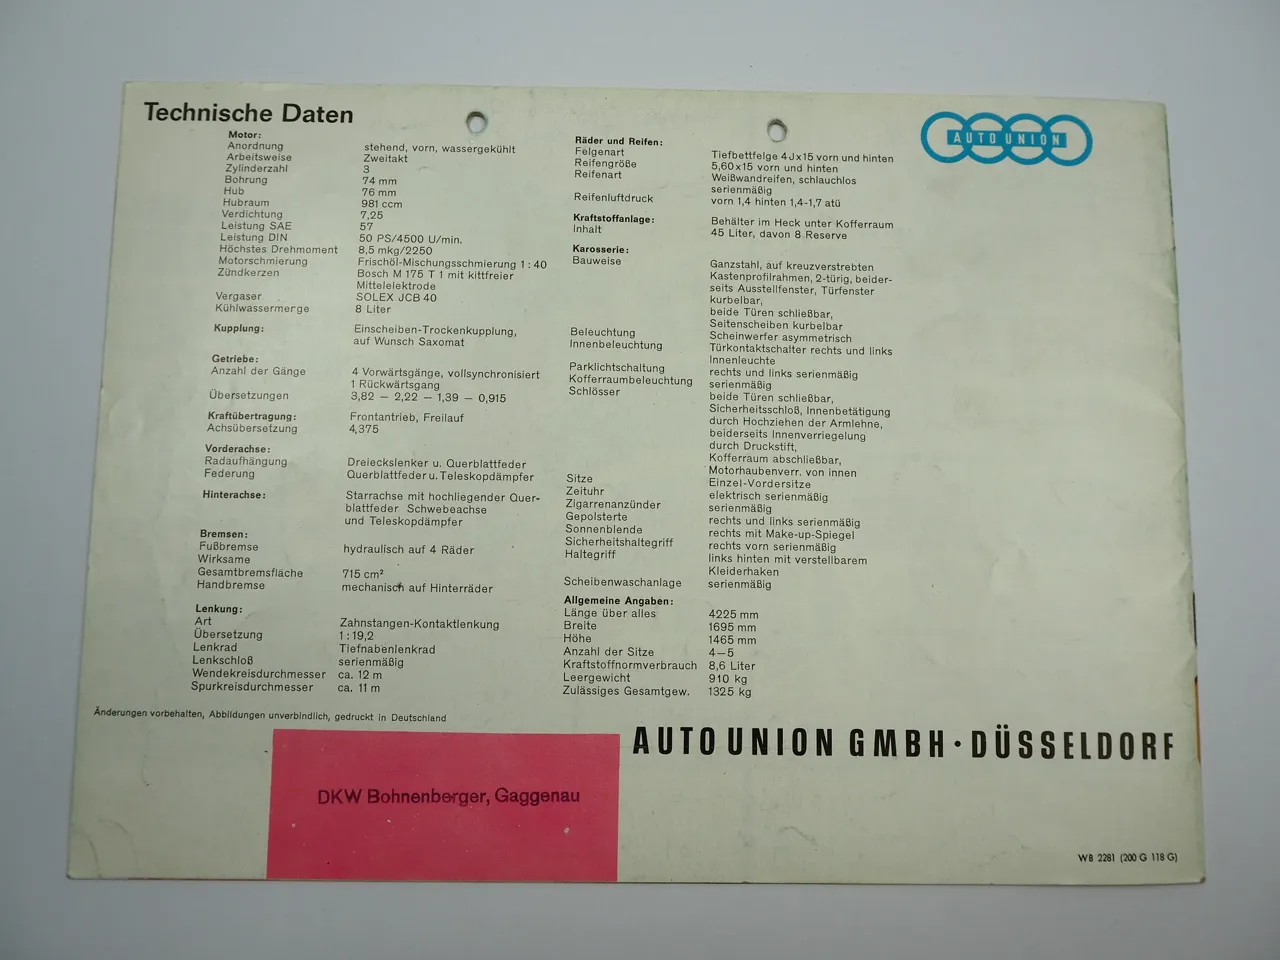 Technische Daten
Motor:
Anordnung stehend, vorn, wassergekühlt
Arbeitsweise Zweitakt
Zylinderzahl 3
Bohrung 74 mm
Hub 76 mm
Hubraum 981 ccm
Verdichtung 7,25
Leistung SAE 57
Leistung DIN 50 PS/4500 U/min.
Höchstes Drehmoment 8,5 mkg/2250
Motorschmierung Frischöl-Mischungsschmierung 1:40
Zündkerzen Bosch M 175 T 1 mit kittfreier
Mittelelektrode
Vergaser SOLEX JCB 40
Kühlwassermerge 8 Liter
Kupplung: Einscheiben-Trockenkupplung,
auf Wunsch Saxomat
Getriebe:
Anzahl der Gänge 4 Vorwärtsgänge, vollsynchronisiert
1 Rückwärtsgang
Übersetzungen 3,82 — 2,22 — 1,39 — 0,915
Kraftübertragung: Frontantrieb, Freilauf
Achsübersetzung 4,375
Vorderachse:
Radaufhängung Dreieckslenker u. Querblattfeder
Federung Querblattfeder u. Teleskopdämpfer
Hinterachse: Starrachse mit hochliegender Quer-
blattfeder Schwebeachse
und Teleskopdämpfer
Bremsen:
Fußbremse hydraulisch auf 4 Räder
Wirksame
Gesamtbremsfläche 715 cm²
Handbremse mechanisch auf Hinterräder
Lenkung:
Art Zahnstangen-Kontaktlenkung
Übersetzung 1:19,2
Lenkrad Tiefnabenlenkrad
Lenkschloß serienmäßig
Wendekreisdurchmesser ca. 12 m
Spurkreisdurchmesser ca. 11 m
Änderungen vorbehalten, Abbildungen unverbindlich, gedruckt in Deutschland
Räder und Reifen:
Felgenart Tiefbettfelge 4Jx15 vorn und hinten
Reifengröße 5,60x15 vorn und hinten
Reifenart Weißwandreifen, schlauchlos
serienmäßig
Reifenluftdruck vorn 1,4 hinten 1,4-1,7 atü
Kraftstoffanlage: Behälter im Heck unter Kofferraum
Inhalt 45 Liter, davon 8 Reserve
Karosserie:
Bauweise Ganzstahl, auf kreuzverstrebten
Kastenprofilrahmen, 2-türig, beider-
seits Ausstellfenster, Türfenster
kurbelbar,
beide Türen schließbar,
Seitenscheiben kurbelbar
Beleuchtung Scheinwerfer asymmetrisch
Innenbeleuchtung Türkontaktschalter rechts und links
Innenleuchte
Parklichtschaltung rechts und links serienmäßig
Kofferraumbeleuchtung serienmäßig
Schlösser beide Türen schließbar,
Sicherheitsschloß, Innenbetätigung
durch Hochziehen der Armlehne,
beiderseits Innenverriegelung
durch Druckstift,
Kofferraum abschließbar,
Motorhaubenverr. von innen
Sitze Einzel-Vordersitze
Zeituhr elektrisch serienmäßig
Zigarrenanzünder serienmäßig
Gepolsterte rechts und links serienmäßig
Sonnenblende rechts mit Make-up-Spiegel
Sicherheitshaltegriff rechts vorn serienmäßig
Haltegriff links hinten mit verstellbarem
Kleiderhaken
Scheibenwaschanlage serienmäßig
Allgemeine Angaben:
Länge über alles 4225 mm
Breite 1695 mm
Höhe 1465 mm
Anzahl der Sitze 4—5
Kraftstoffnormverbrauch 8,6 Liter
Leergewicht 910 kg
Zulässiges Gesamtgew. 1325 kg
AUTO UNION
AUTO UNION GMBH · DÜSSELDORF
DKW Bohnenberger, Gaggenau
WB 2281 (200 G 118 G)